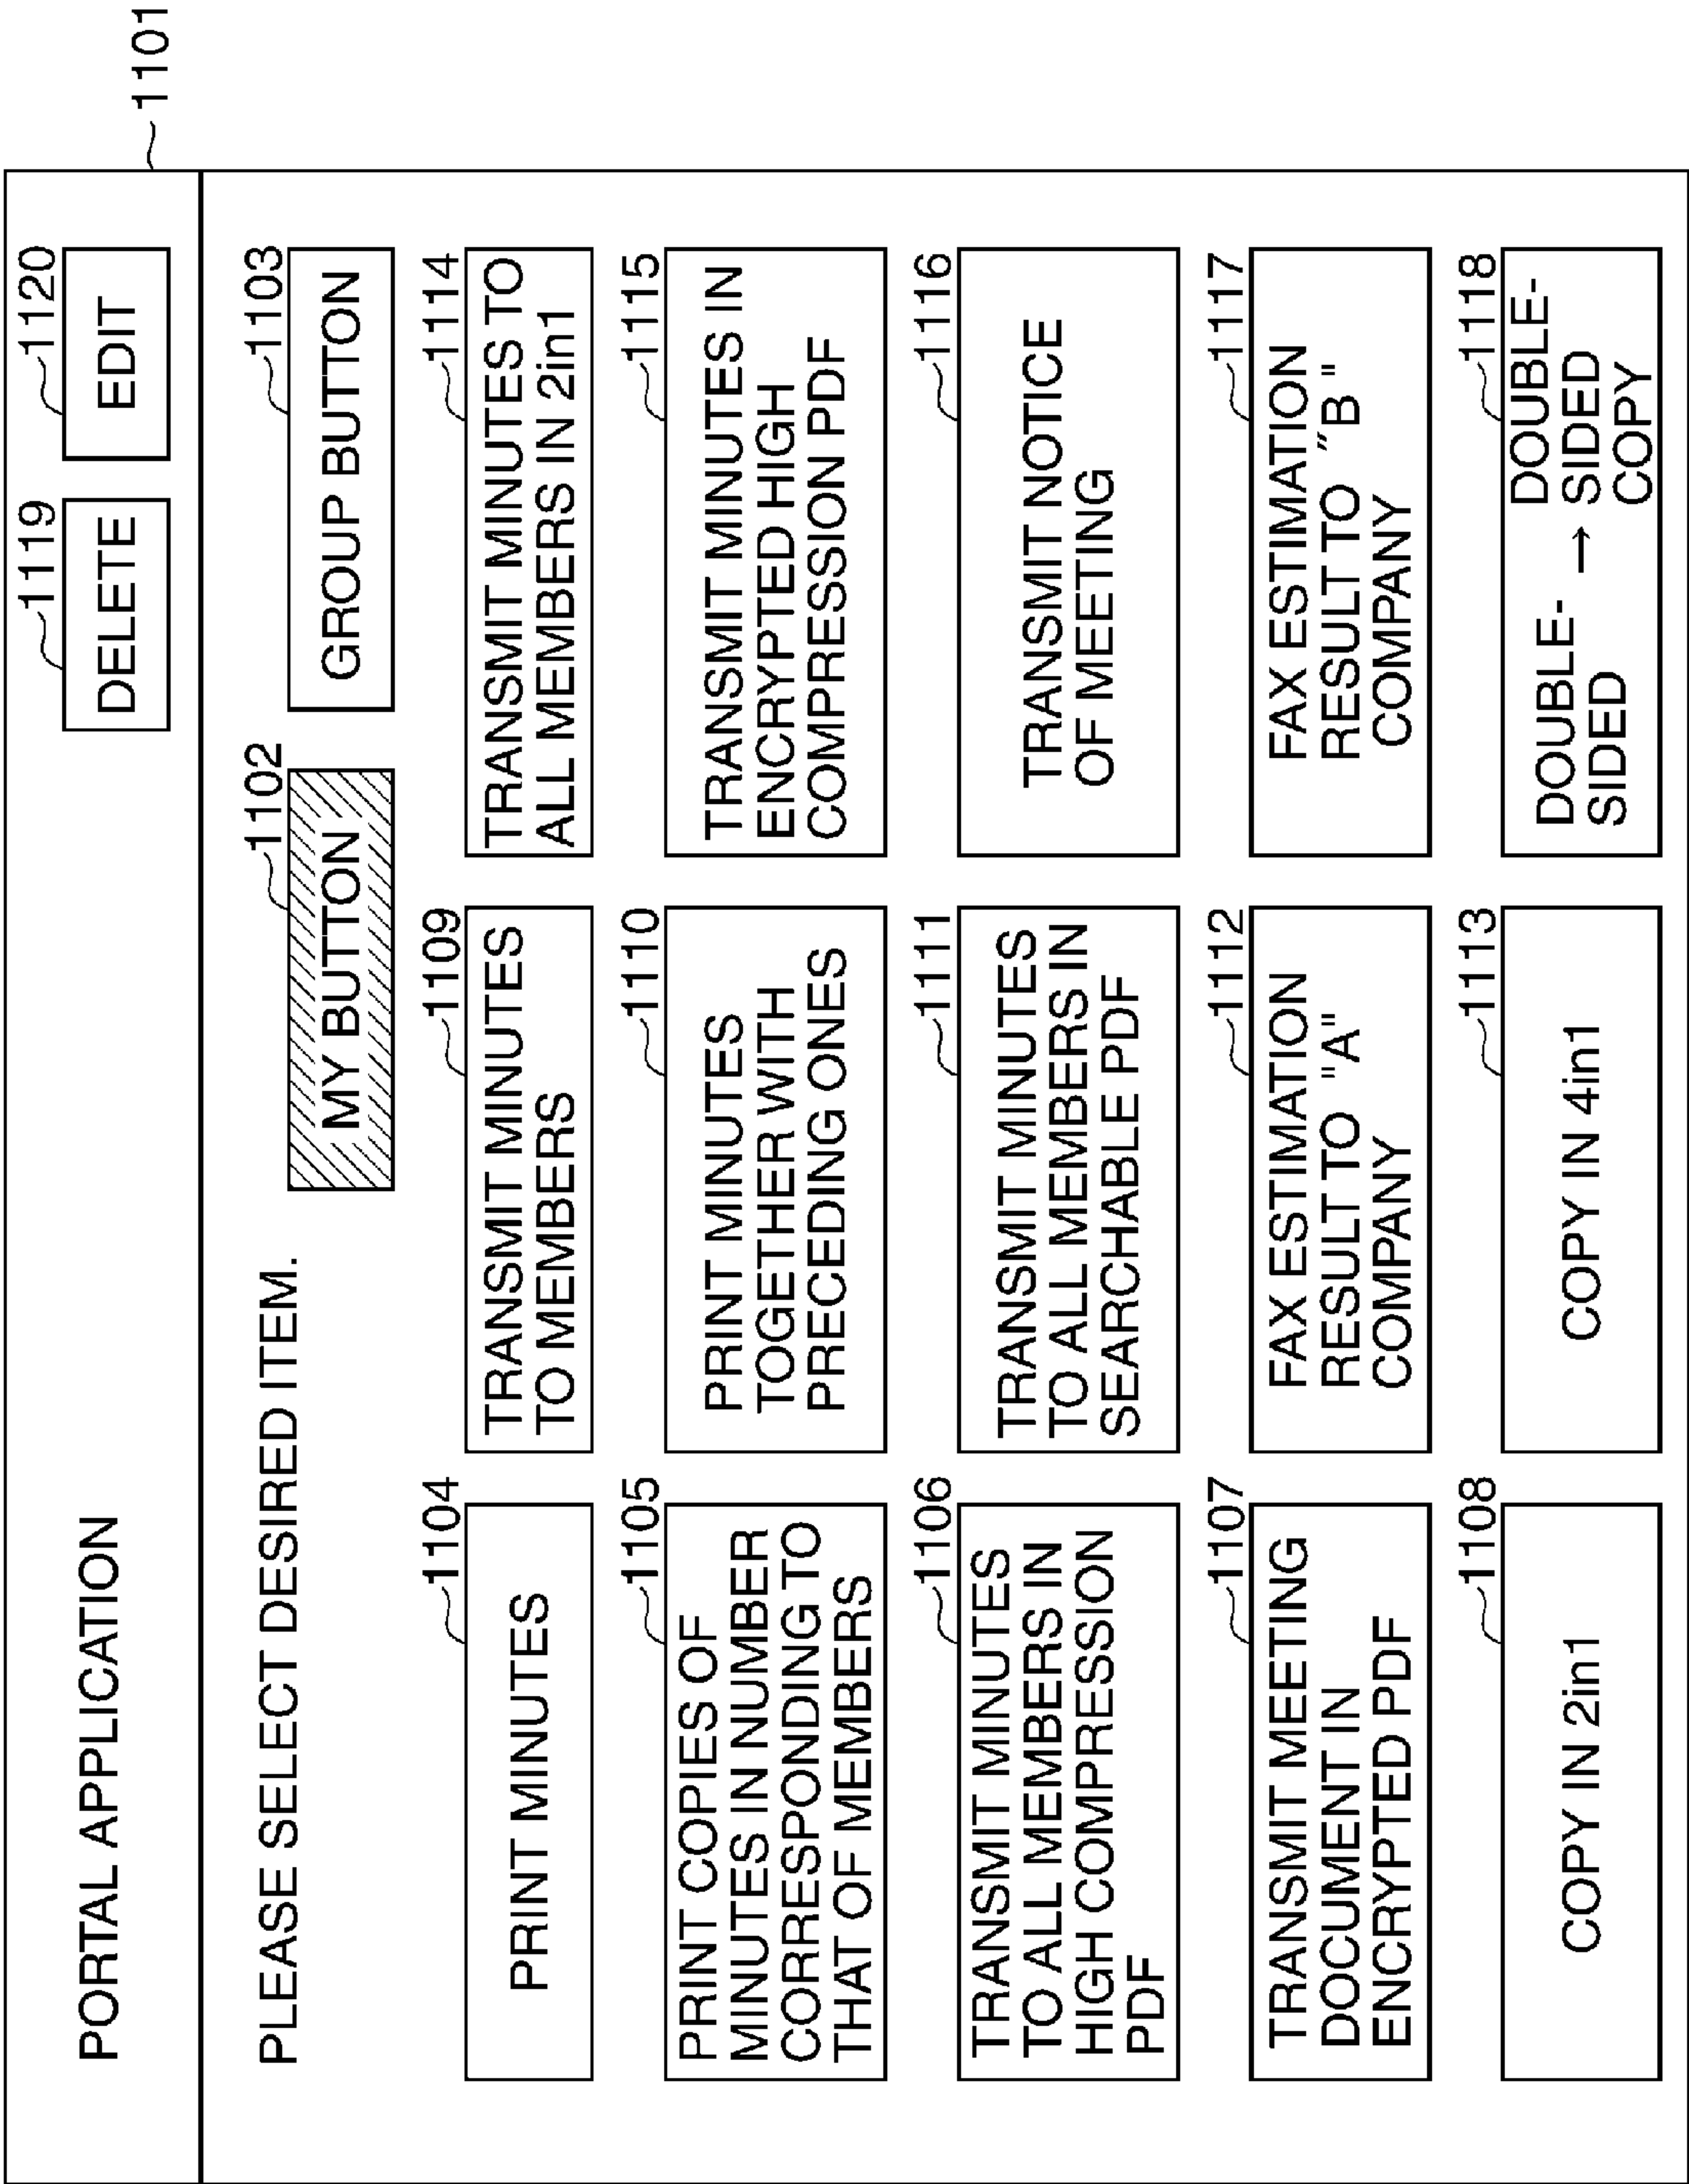 1101
PORTAL APPLICATION
1119
DELETE
1120
EDIT
PLEASE SELECT DESIRED ITEM.
1102
MY BUTTON
1103
GROUP BUTTON
1104
PRINT MINUTES
1109
TRANSMIT MINUTES
TO MEMBERS
1114
TRANSMIT MINUTES TO
ALL MEMBERS IN 2in1
1105
PRINT COPIES OF
MINUTES IN NUMBER
CORRESPONDING TO
THAT OF MEMBERS
1110
PRINT MINUTES
TOGETHER WITH
PRECEDING ONES
1115
TRANSMIT MINUTES IN
ENCRYPTED HIGH
COMPRESSION PDF
1106
TRANSMIT MINUTES
TO ALL MEMBERS IN
HIGH COMPRESSION
PDF
1111
TRANSMIT MINUTES
TO ALL MEMBERS IN
SEARCHABLE PDF
1116
TRANSMIT NOTICE
OF MEETING
1107
TRANSMIT MEETING
DOCUMENT IN
ENCRYPTED PDF
1112
FAX ESTIMATION
RESULT TO "A"
COMPANY
1117
FAX ESTIMATION
RESULT TO "B"
COMPANY
1108
COPY IN 2in1
1113
COPY IN 4in1
1118
DOUBLE-
SIDED
→
DOUBLE-
SIDED
COPY